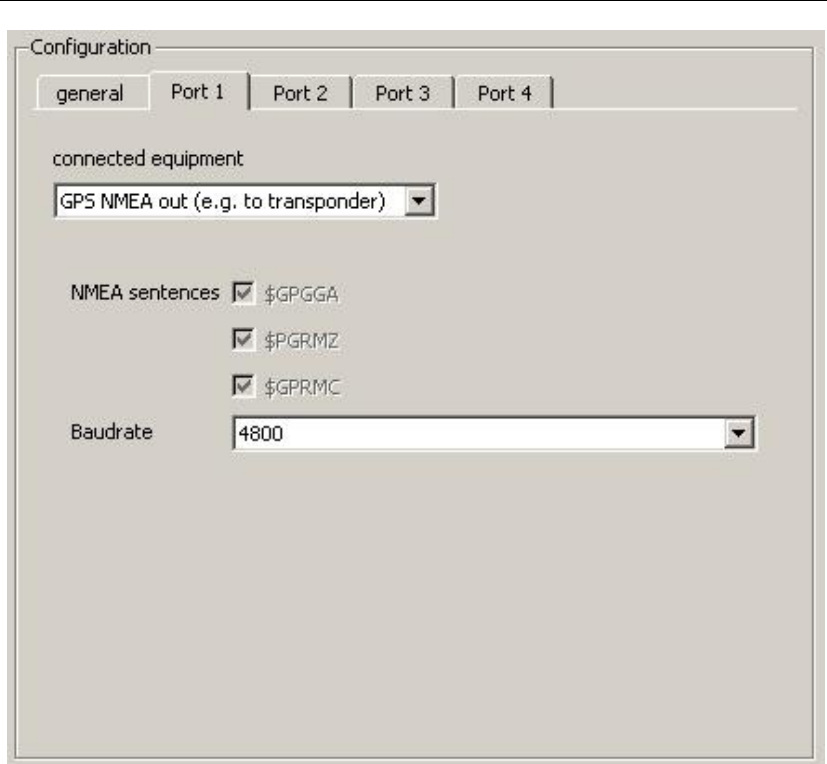 Configuration
general Port 1 Port 2 Port 3 Port 4
connected equipment
GPS NMEA out (e.g. to transponder)
NMEA sentences $GPGGA
$PGRMZ
$GPRMC
Baudrate 4800